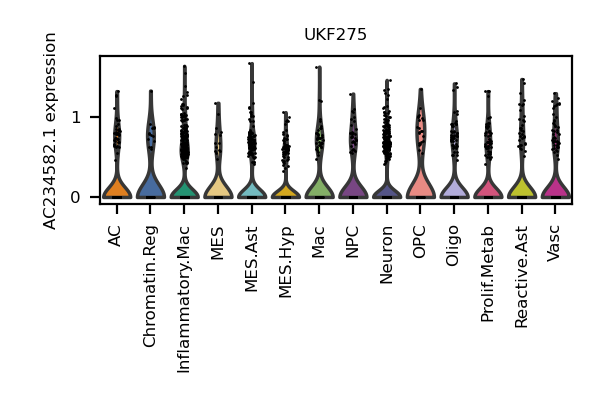 UKF275
AC234582.1 expression
1
0
AC
Chromatin.Reg
Inflammatory.Mac
MES
MES.Ast
MES.Hyp
Mac
NPC
Neuron
OPC
Oligo
Prolif.Metab
Reactive.Ast
Vasc